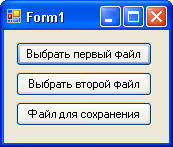 Form1
Выбрать первый файл
Выбрать второй файл
Файл для сохранения